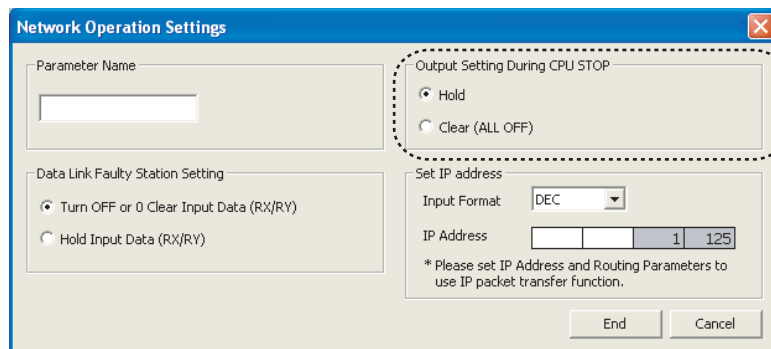 Network Operation Settings
Parameter Name
Output Setting During CPU STOP
Hold
Clear (ALL OFF)
Data Link Faulty Station Setting
Turn OFF or 0 Clear Input Data (RX/RY)
Hold Input Data (RX/RY)
Set IP address
Input Format DEC
IP Address 1 125
* Please set IP Address and Routing Parameters to
use IP packet transfer function.
End Cancel